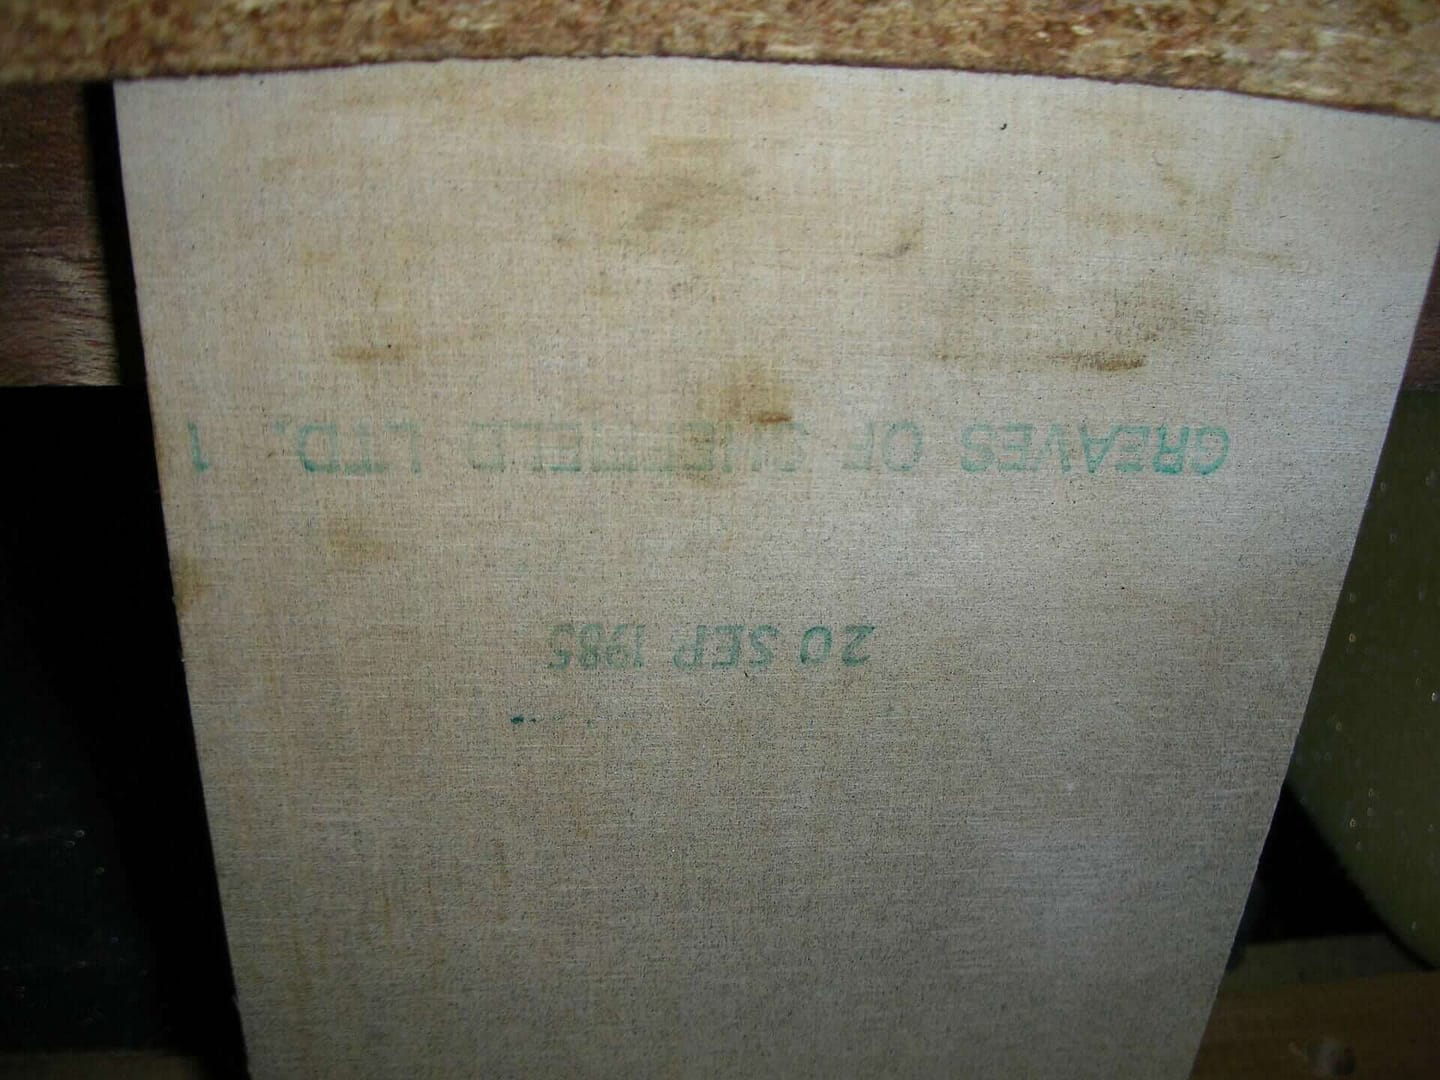 GREAVES OF SHEFFIELD LTD. 1
20 SEP 1985